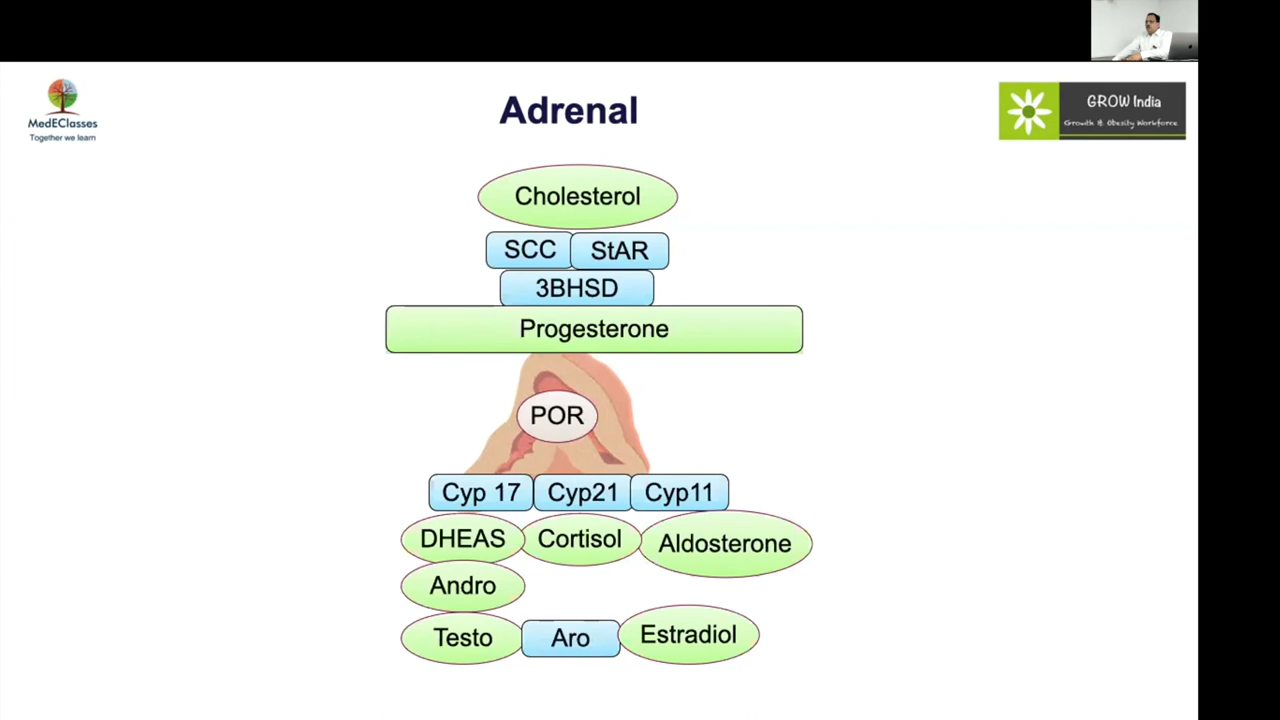 Adrenal
MedEClasses
Together we learn
GROW India
Growth & Obesity Workforce
Cholesterol
SCC
StAR
3BHSD
Progesterone
POR
Cyp 17
Cyp21
Cyp11
DHEAS
Cortisol
Aldosterone
Andro
Testo
Aro
Estradiol